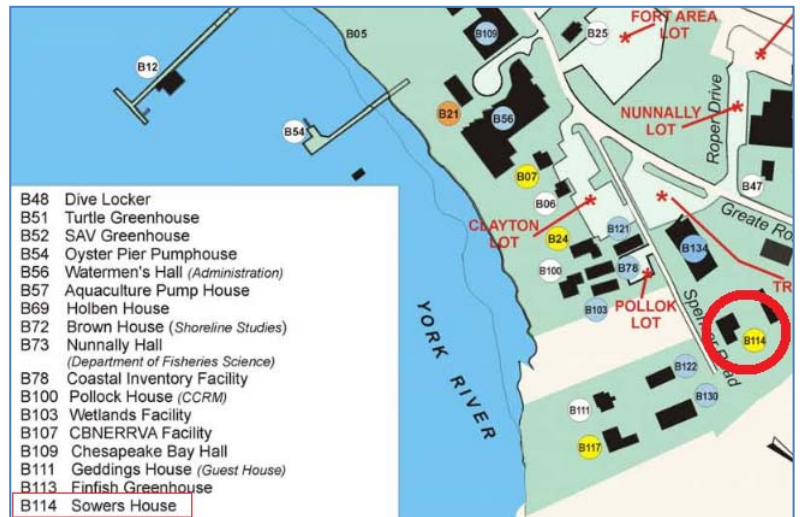 FORT AREA
LOT
B109
B25
B05
B12
B21
B56
NUNNALLY
LOT
Roper Drive
B54
B07
B47
B06
CLAYTON
LOT
Greate Ro
B24
B121
B134
B100
B78
TR
B103
POLLOK
LOT
Spencer Road
B114
YORK RIVER
B122
B111
B130
B117
B48 Dive Locker
B51 Turtle Greenhouse
B52 SAV Greenhouse
B54 Oyster Pier Pumphouse
B56 Watermen's Hall (Administration)
B57 Aquaculture Pump House
B69 Holben House
B72 Brown House (Shoreline Studies)
B73 Nunnally Hall
(Department of Fisheries Science)
B78 Coastal Inventory Facility
B100 Pollock House (CCRM)
B103 Wetlands Facility
B107 CBNERRVA Facility
B109 Chesapeake Bay Hall
B111 Geddings House (Guest House)
B113 Finfish Greenhouse
B114 Sowers House